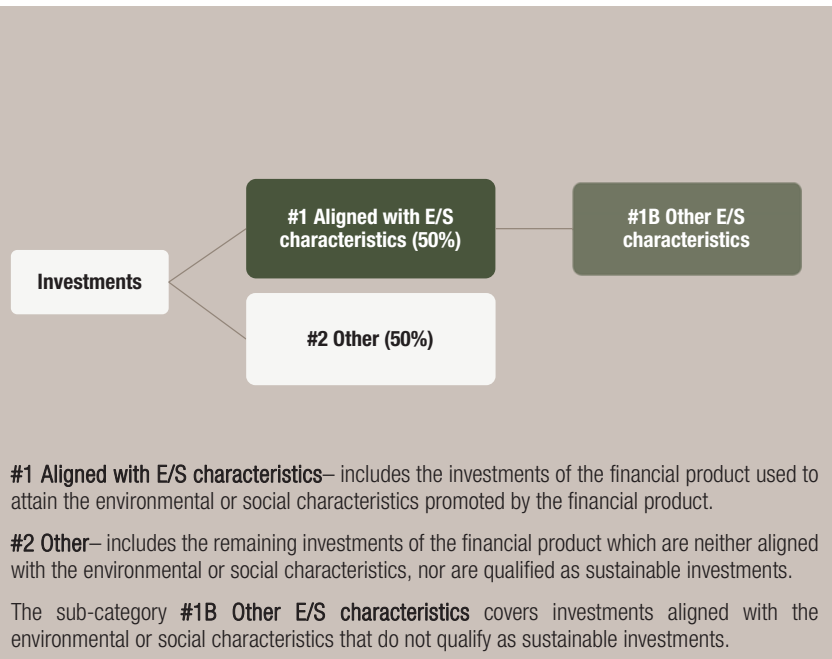 #1 Aligned with E/S
characteristics (50%)
#1B Other E/S
characteristics
Investments
#2 Other (50%)
#1 Aligned with E/S characteristics– includes the investments of the financial product used to
attain the environmental or social characteristics promoted by the financial product.
#2 Other– includes the remaining investments of the financial product which are neither aligned
with the environmental or social characteristics, nor are qualified as sustainable investments.
The sub-category #1B Other E/S characteristics covers investments aligned with the
environmental or social characteristics that do not qualify as sustainable investments.